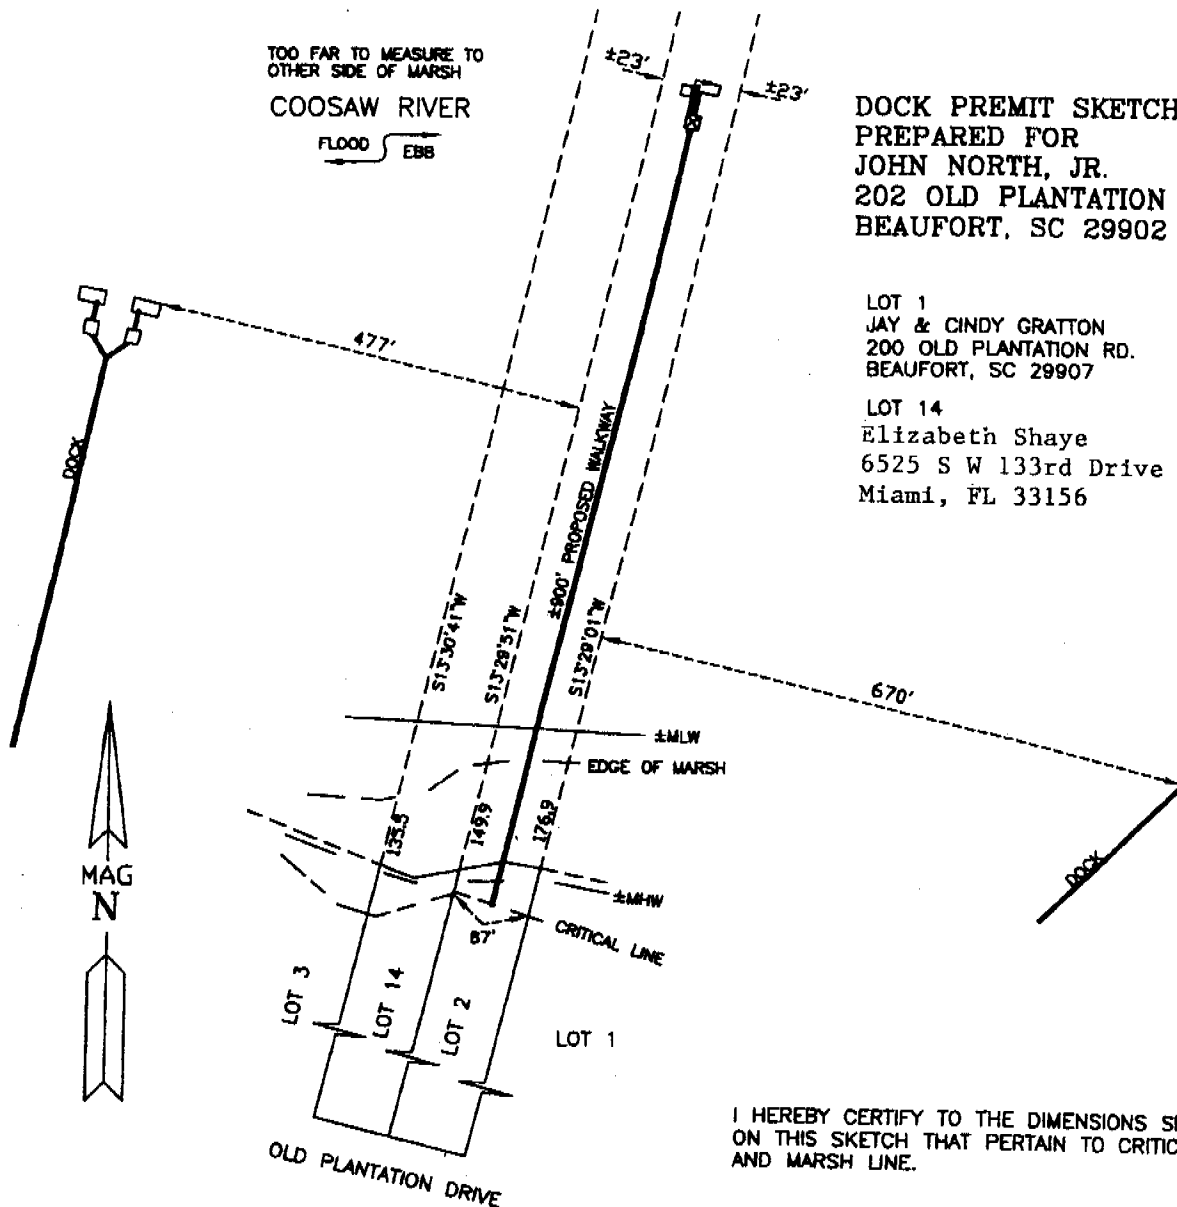 TOO FAR TO MEASURE TO
OTHER SIDE OF MARSH
COOSAW RIVER
FLOOD
EBB
±23'
±23'
DOCK PREMIT SKETCH
PREPARED FOR
JOHN NORTH, JR.
202 OLD PLANTATION
BEAUFORT, SC 29902
LOT 1
JAY & CINDY GRATTON
200 OLD PLANTATION RD.
BEAUFORT, SC 29907
LOT 14
Elizabeth Shaye
6525 S W 133rd Drive
Miami, FL 33156
477'
DOCK
±900' PROPOSED WALKWAY
S13°30'41"W
S13°29'51"W
S13°29'01"W
670'
±MLW
EDGE OF MARSH
135.5
149.9
176.9
DOCK
±MHW
CRITICAL LINE
MAG
N
LOT 3
LOT 14
LOT 2
LOT 1
OLD PLANTATION DRIVE
I HEREBY CERTIFY TO THE DIMENSIONS
ON THIS SKETCH THAT PERTAIN TO
AND MARSH LINE.